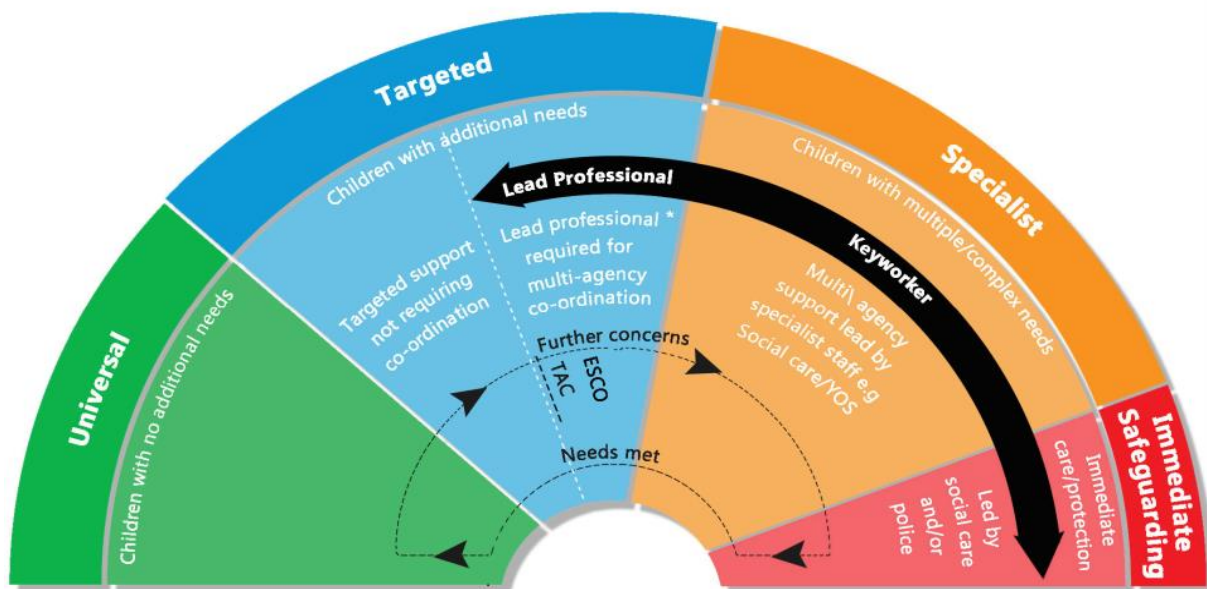 Universal
Children with no additional needs
Targeted
Children with additional needs
Targeted support
not requiring
co-ordination
Lead Professional
Lead professional *
required for
multi-agency
co-ordination
Further concerns
ESCO
TAC
Needs met
Specialist
Children with multiple/complex needs
Keyworker
Multi\ agency
support lead by
specialist staff e.g
Social care/YOS
Immediate
Safeguarding
Immediate
care/protection
Led by
social care
and/or
police